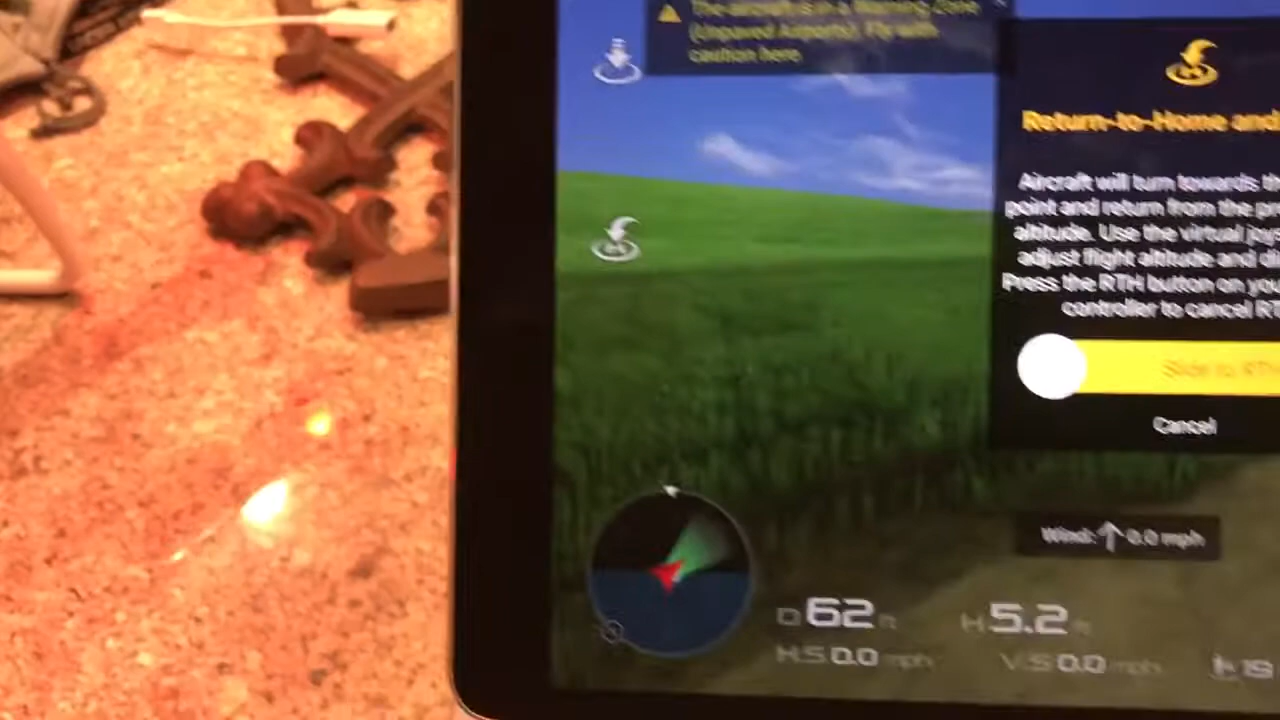 The aircraft is in a Warning Zone
(Unpaved Airports). Fly with
caution here
Return-to-Home and
Aircraft will turn towards th
point and return from the pr
altitude. Use the virtual joys
adjust flight altitude and di
Press the RTH button on you
controller to cancel RT
Slide to RTH
Cancel
Wind: 0.0 mph
D 62 ft H 5.2 ft
H.S 0.0 mph V.S 0.0 mph